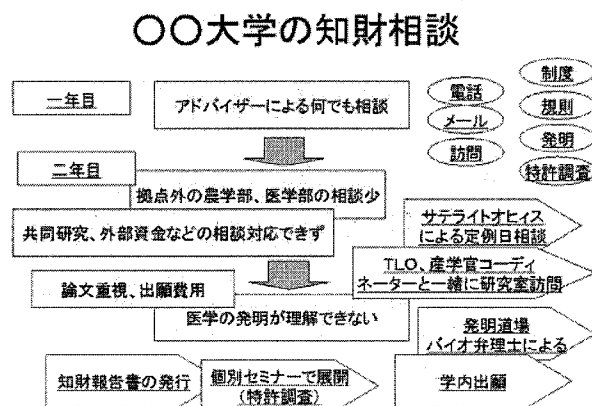 〇〇大学の知財相談
一年目
アドバイザーによる何でも相談
電話
メール
訪問
制度
規則
発明
特許調査
二年目
拠点外の農学部、医学部の相談少
共同研究、外部資金などの相談対応できず
サテライトオヒィス
による定例日相談
TLO、産学官コーディ
ネーターと一緒に研究室訪問
論文重視、出願費用
医学の発明が理解できない
発明道場
バイオ弁理士による
知財報告書の発行
個別セミナーで展開
(特許調査)
学内出願